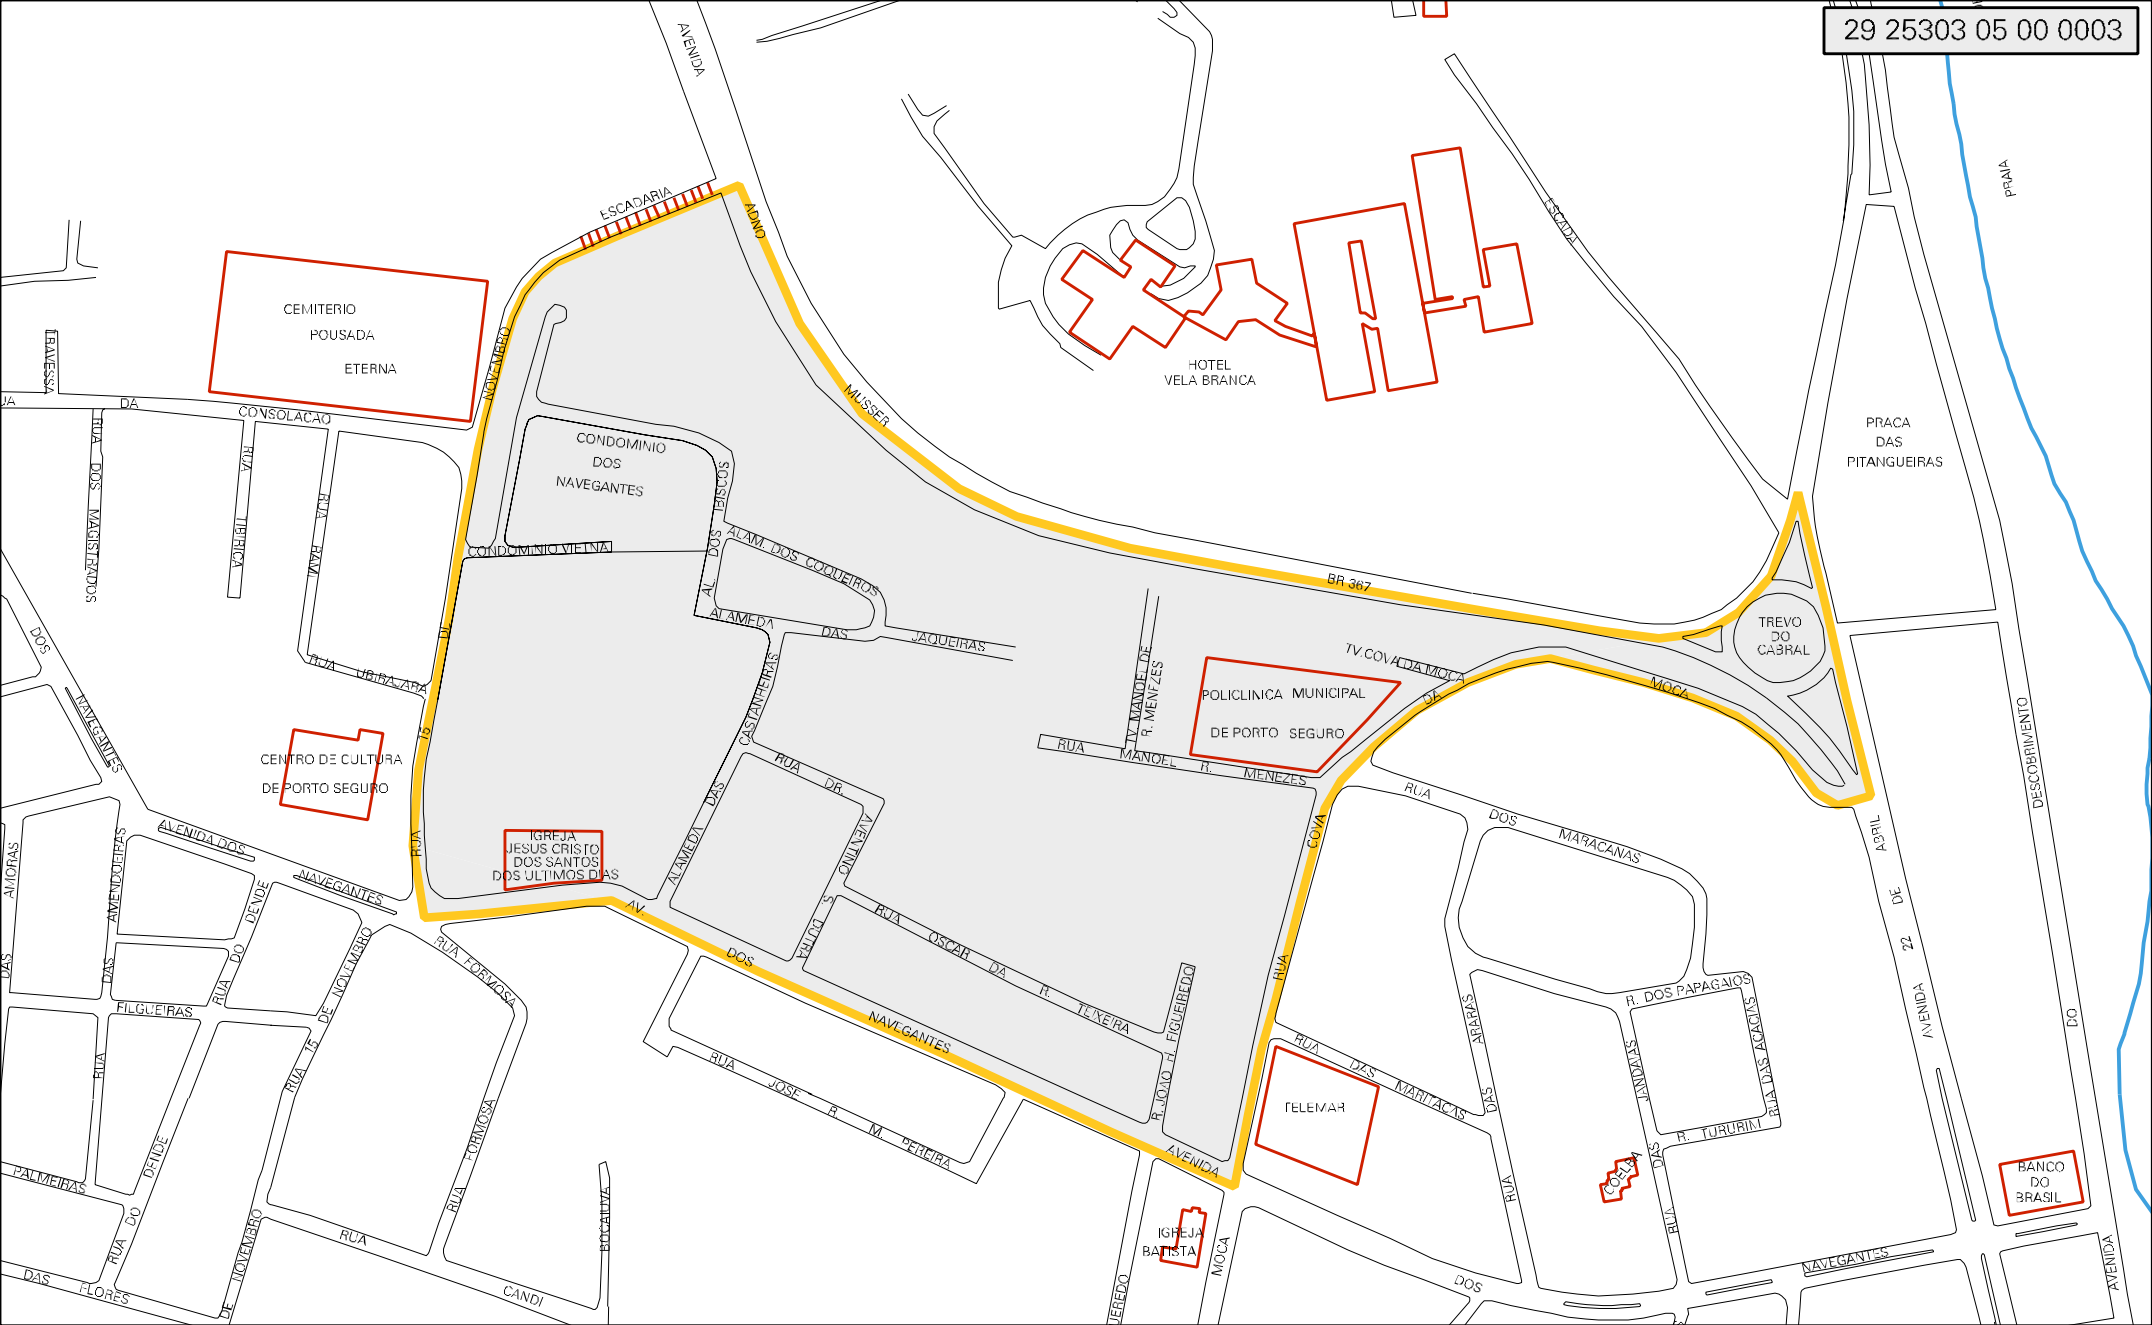 29 25303 05 00 0003
AVENIDA
ADNO
MUSSER
BR 367
ESCADARIA
ESCADA
PRAIA
CEMITERIO
POUSADA
ETERNA
TRAVESSA
DA
CONSOLACAO
RUA DOS MAGISTRADOS
RUA TIBIRICA
RUA HAMI
RUA UBIRAJARA
RUA 15 DE NOVEMBRO
CONDOMINIO
DOS
NAVEGANTES
CONDOMINIO VIETNA
AL DOS IBISCOS
ALAM. DOS COQUEIROS
ALAMEDA DAS JAQUEIRAS
ALAMEDA DAS CASTANHEIRAS
HOTEL
VELA BRANCA
PRACA
DAS
PITANGUEIRAS
TREVO
DO
CABRAL
TV. COVA DA MOCA
TV. MANOEL DE
R. MENEZES
POLICLINICA MUNICIPAL
DE PORTO SEGURO
RUA MANOEL R. MENEZES
RUA COVA DA MOCA
CENTRO DE CULTURA
DE PORTO SEGURO
DOS
NAVEGANTES
AVENIDA DOS
NAVEGANTES
IGREJA
JESUS CRISTO
DOS SANTOS
DOS ULTIMOS DIAS
RUA DR. AVENTINO S. DUTRA
RUA OSCAR DA R. TEIXEIRA
R. JOAO H. FIGUEIREDO
AV. DOS NAVEGANTES
AVENIDA
RUA DOS MARACANAS
R. DOS PAPAGAIOS
RUA DAS ARARAS
RUA DAS JANDAIAS
RUA DAS ACACIAS
R. TURURIM
RUA DAS MARITACAS
TELEMAR
COELBA
AVENIDA 22 DE ABRIL
AVENIDA DO DESCOBRIMENTO
BANCO
DO
BRASIL
IGREJA
BATISTA
MOCA
DOS
NAVEGANTES
DAS AMORAS
RUA DAS AMENDOEIRAS
RUA DO DENDE
FILGUEIRAS
RUA 15 DE NOVEMBRO
RUA FORMOSA
RUA FORMOSA
RUA JOSE R. M. PEREIRA
PALMEIRAS
RUA DO DENDE
DAS FLORES
DE NOVEMBRO
RUA CANDI
BOCAIUVA